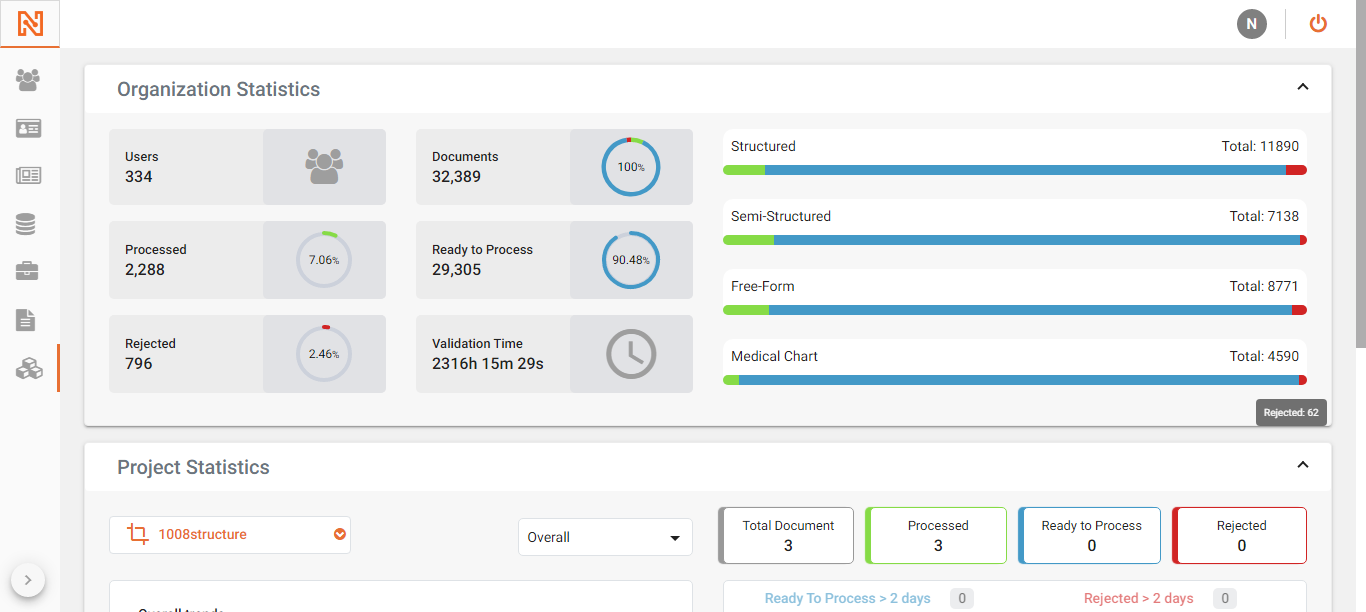 N
Organization Statistics
Users
334
Documents
32,389
100%
Processed
2,288
7.06%
Ready to Process
29,305
90.48%
Rejected
796
2.46%
Validation Time
2316h 15m 29s
Structured Total: 11890
Semi-Structured Total: 7138
Free-Form Total: 8771
Medical Chart Total: 4590
Rejected: 62
Project Statistics
1008structure
Overall
Total Document
3
Processed
3
Ready to Process
0
Rejected
0
Overall trends
Ready To Process > 2 days 0
Rejected > 2 days 0